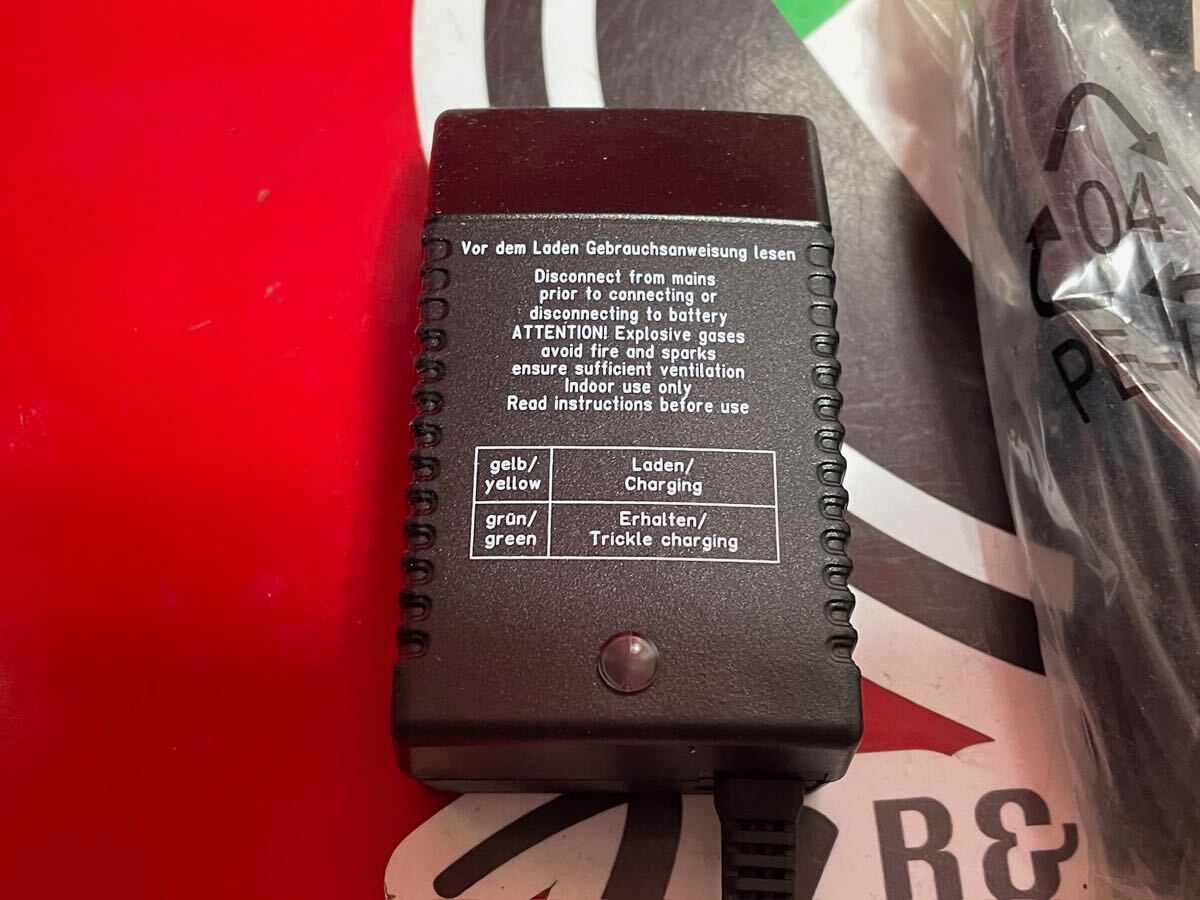 Vor dem Laden Gebrauchsanweisung lesen
Disconnect from mains
prior to connecting or
disconnecting to battery
ATTENTION! Explosive gases
avoid fire and sparks
ensure sufficient ventilation
Indoor use only
Read instructions before use
gelb/
yellow
Laden/
Charging
grün/
green
Erhalten/
Trickle charging
04
R&